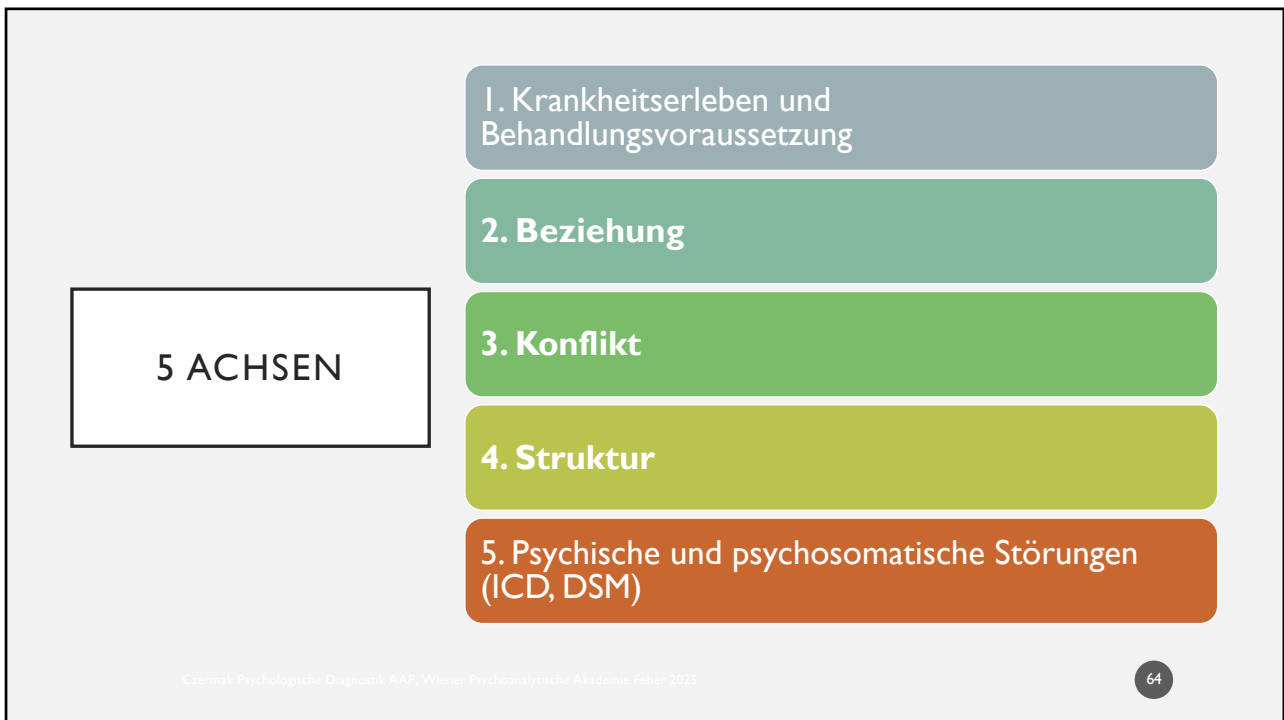 5 ACHSEN
1. Krankheitserleben und
Behandlungsvoraussetzung
2. Beziehung
3. Konflikt
4. Struktur
5. Psychische und psychosomatische Störungen
(ICD, DSM)
Czermak Psychologische Diagnostik AAP, Wiener Psychoanalytische Akademie Feber 2025
64